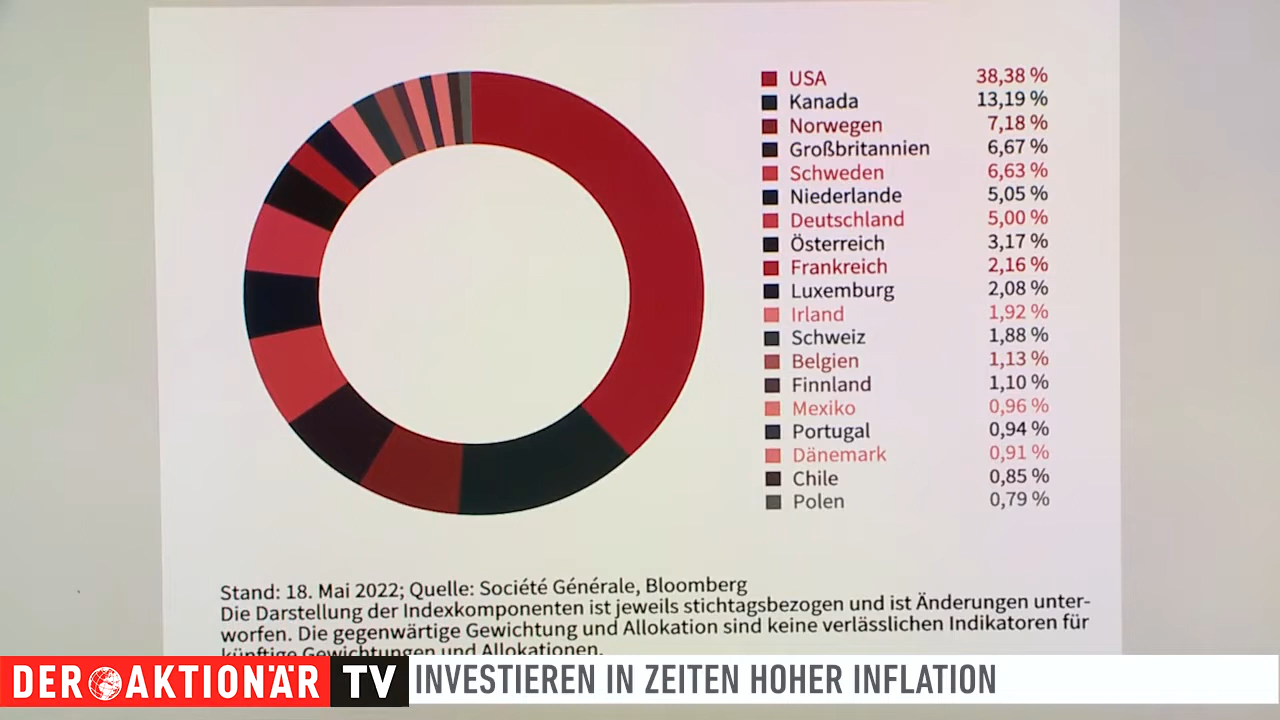 USA 38,38 %
Kanada 13,19 %
Norwegen 7,18 %
Großbritannien 6,67 %
Schweden 6,63 %
Niederlande 5,05 %
Deutschland 5,00 %
Österreich 3,17 %
Frankreich 2,16 %
Luxemburg 2,08 %
Irland 1,92 %
Schweiz 1,88 %
Belgien 1,13 %
Finnland 1,10 %
Mexiko 0,96 %
Portugal 0,94 %
Dänemark 0,91 %
Chile 0,85 %
Polen 0,79 %
Stand: 18. Mai 2022; Quelle: Société Générale, Bloomberg
Die Darstellung der Indexkomponenten ist jeweils stichtagsbezogen und ist Änderungen unter-
worfen. Die gegenwärtige Gewichtung und Allokation sind keine verlässlichen Indikatoren für
künftige Gewichtungen und Allokationen.
DER AKTIONÄR TV INVESTIEREN IN ZEITEN HOHER INFLATION